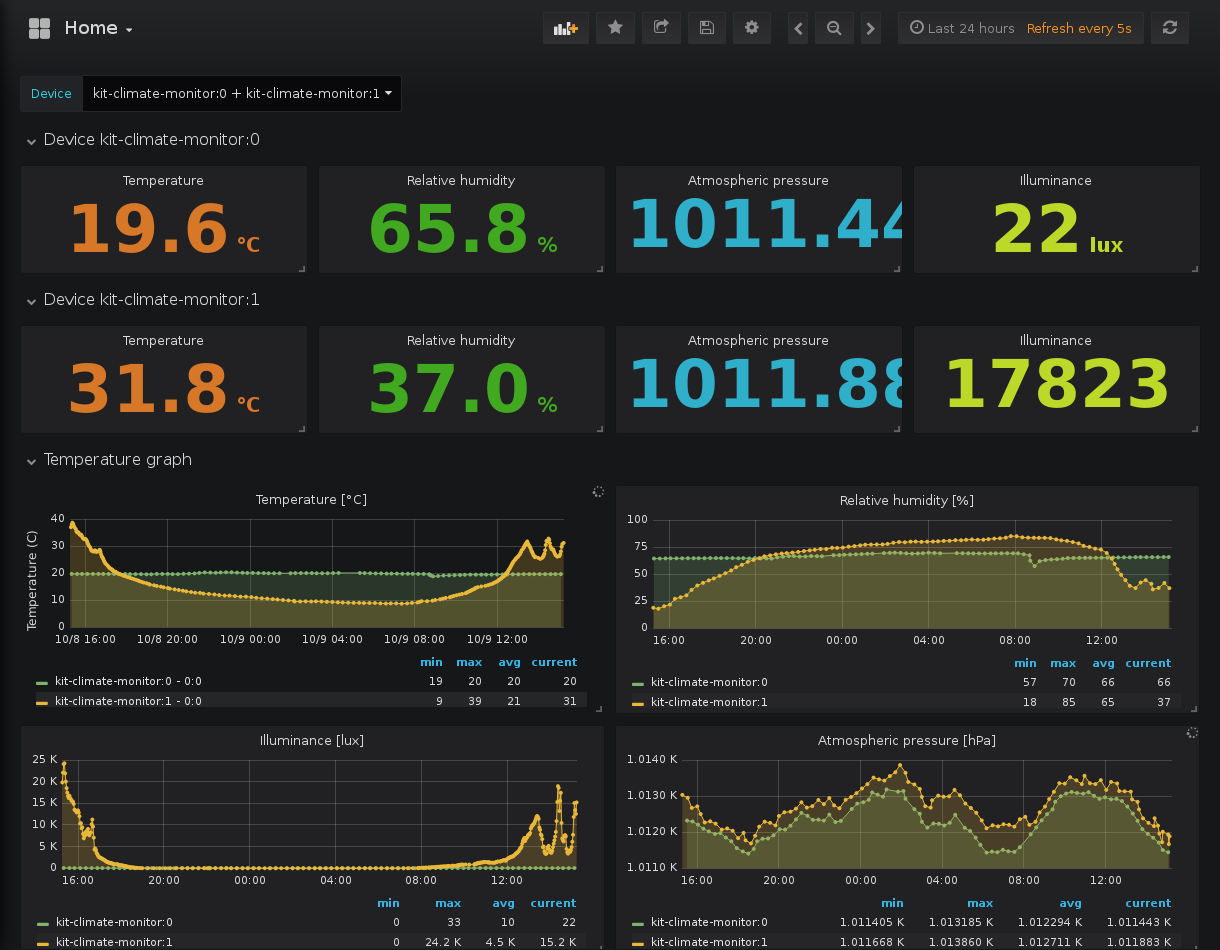 Home
Last 24 hours Refresh every 5s
Device kit-climate-monitor:0 + kit-climate-monitor:1
Device kit-climate-monitor:0
Temperature
19.6 °C
Relative humidity
65.8 %
Atmospheric pressure
1011.44
Illuminance
22 lux
Device kit-climate-monitor:1
Temperature
31.8 °C
Relative humidity
37.0 %
Atmospheric pressure
1011.88
Illuminance
17823
Temperature graph
Temperature [°C]
Temperature (C)
40
30
20
10
0
10/8 16:00 10/8 20:00 10/9 00:00 10/9 04:00 10/9 08:00 10/9 12:00
min max avg current
kit-climate-monitor:0 - 0:0 19 20 20 20
kit-climate-monitor:1 - 0:0 9 39 21 31
Relative humidity [%]
100
75
50
25
0
16:00 20:00 00:00 04:00 08:00 12:00
min max avg current
kit-climate-monitor:0 57 70 66 66
kit-climate-monitor:1 18 85 65 37
Illuminance [lux]
25 K
20 K
15 K
10 K
5 K
0
16:00 20:00 00:00 04:00 08:00 12:00
min max avg current
kit-climate-monitor:0 0 33 10 22
kit-climate-monitor:1 0 24.2 K 4.5 K 15.2 K
Atmospheric pressure [hPa]
1.0140 K
1.0130 K
1.0120 K
1.0110 K
16:00 20:00 00:00 04:00 08:00 12:00
min max avg current
kit-climate-monitor:0 1.011405 K 1.013185 K 1.012294 K 1.011443 K
kit-climate-monitor:1 1.011668 K 1.013860 K 1.012711 K 1.011883 K